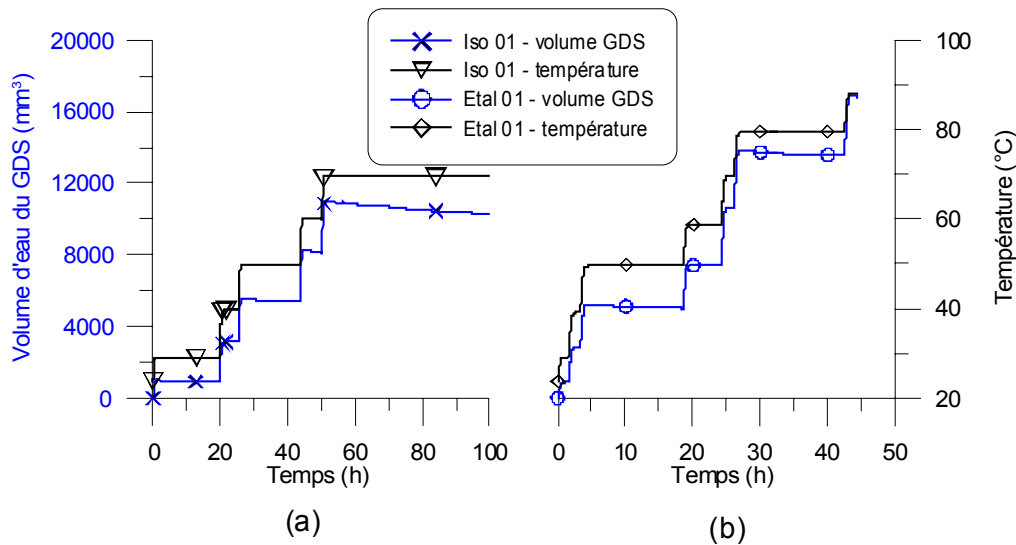 20000
16000
12000
8000
4000
0
Volume d'eau du GDS (mm³)
Iso 01 - volume GDS
Iso 01 - température
Etal 01 - volume GDS
Etal 01 - température
100
80
60
40
20
Température (°C)
0 20 40 60 80 100
Temps (h)
0 10 20 30 40 50
Temps (h)
(a)
(b)